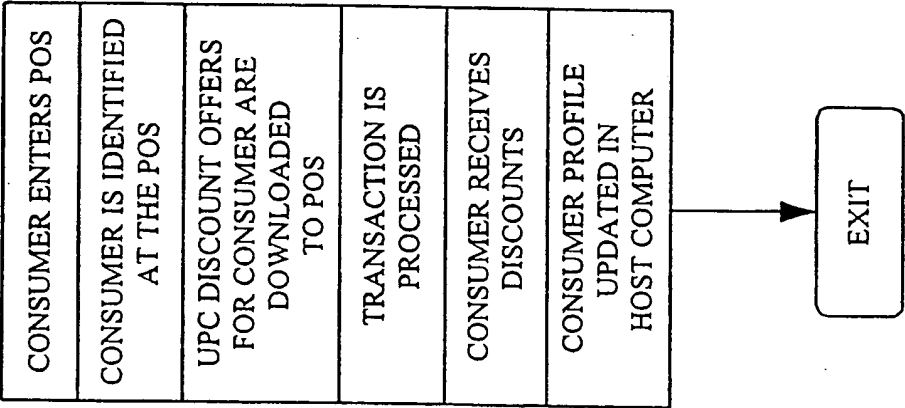 CONSUMER ENTERS POS
CONSUMER IS IDENTIFIED
AT THE POS
UPC DISCOUNT OFFERS
FOR CONSUMER ARE
DOWNLOADED
TO POS
TRANSACTION IS
PROCESSED
CONSUMER RECEIVES
DISCOUNTS
CONSUMER PROFILE
UPDATED IN
HOST COMPUTER
EXIT